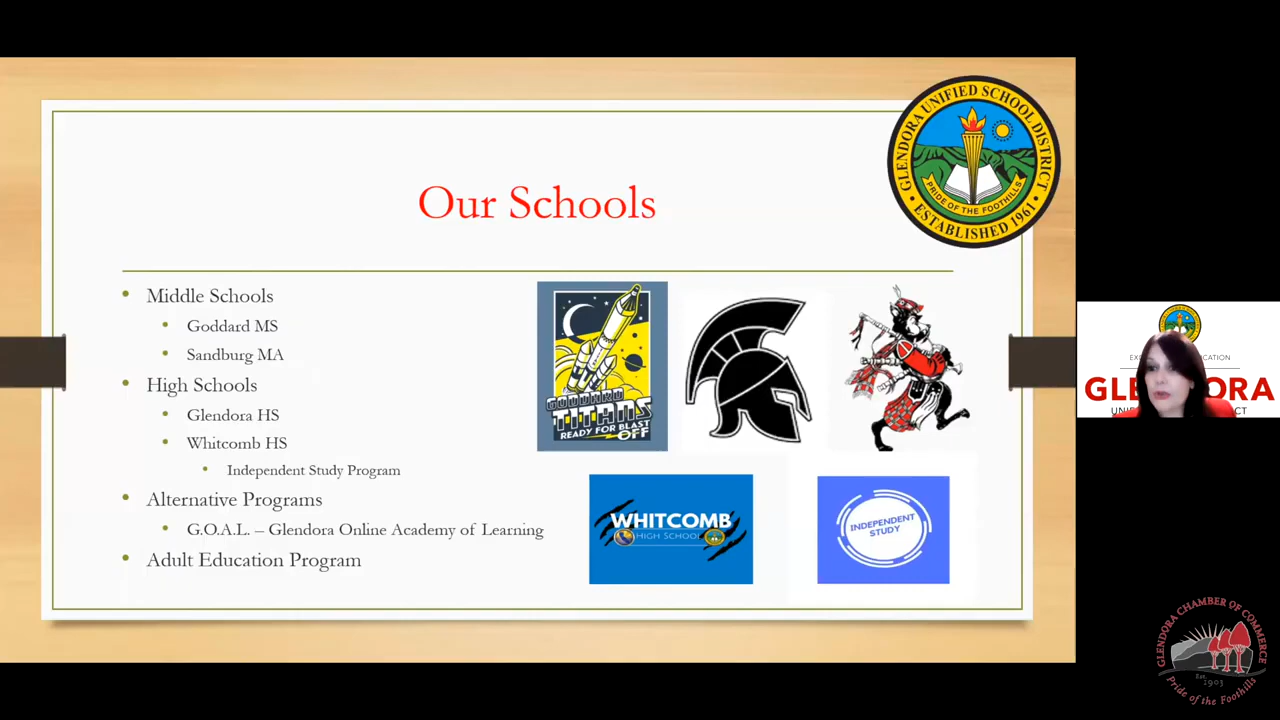 GLENDORA UNIFIED SCHOOL DISTRICT
PRIDE OF THE FOOTHILLS
• ESTABLISHED 1961 •
Our Schools
• Middle Schools
• Goddard MS
• Sandburg MA
• High Schools
• Glendora HS
• Whitcomb HS
• Independent Study Program
• Alternative Programs
• G.O.A.L. – Glendora Online Academy of Learning
• Adult Education Program
GODDARD
TITANS
READY FOR BLAST
OFF
WHITCOMB
HIGH SCHOOL
INDEPENDENT
STUDY
GL ORA
GLENDORA CHAMBER OF COMMERCE
Est.
1903
Pride of the Foothills